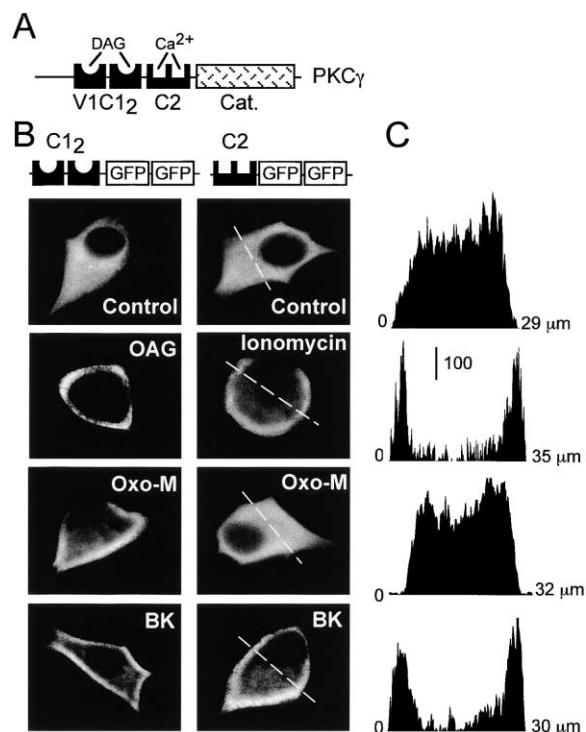 A
DAG
Ca2+
PKCγ
V1C12
C2
Cat.
B
C12
C2
C
GFP
GFP
GFP
GFP
Control
Control
0
29 μm
OAG
Ionomycin
100
0
35 μm
Oxo-M
Oxo-M
0
32 μm
BK
BK
0
30 μm